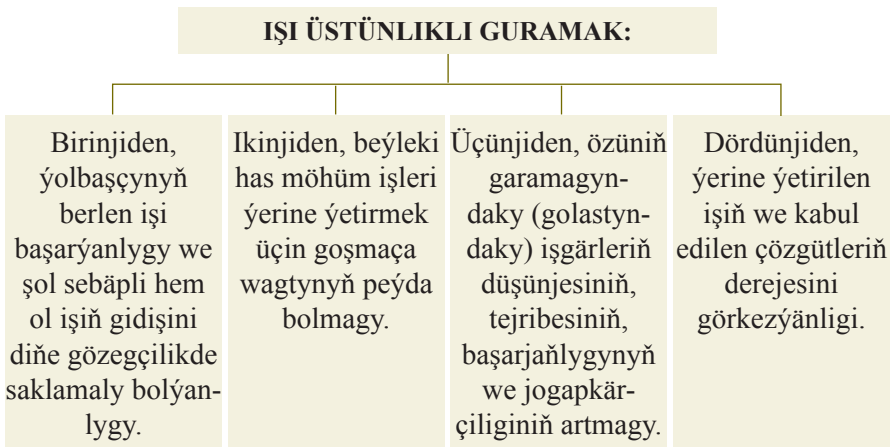 IŞI ÜSTÜNLIKLI GURAMAK:
Birinjiden,
ýolbaşçynyň
berlen işi
başarýanlygy we
şol sebäpli hem
ol işiň gidişini
diňe gözegçilikde
saklamaly bolýan-
lygy.
Ikinjiden, beýleki
has möhüm işleri
ýerine ýetirmek
üçin goşmaça
wagtynyň peýda
bolmagy.
Üçünjiden, özüniň
garamagyn-
daky (golastyn-
daky) işgärleriň
düşünjesiniň,
tejribesiniň,
başarjaňlygynyň
we jogapkär-
çiliginiň artmagy.
Dördünjiden,
ýerine ýetirilen
işiň we kabul
edilen çözgütleriň
derejesini
görkezýänligi.